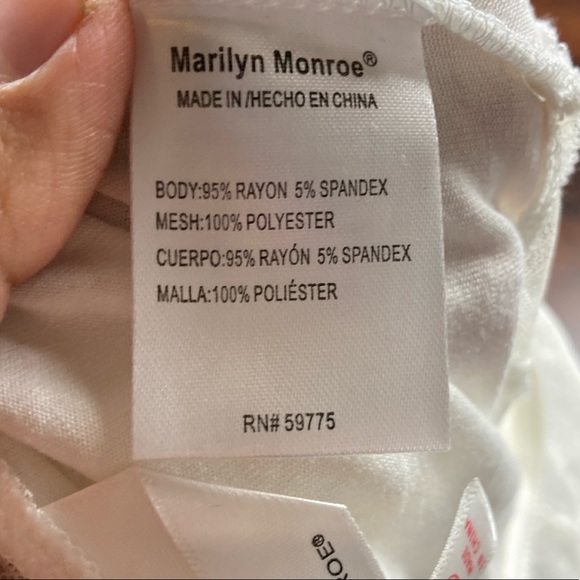 Marilyn Monroe®
MADE IN /HECHO EN CHINA
BODY:95% RAYON 5% SPANDEX
MESH:100% POLYESTER
CUERPO:95% RAYÓN 5% SPANDEX
MALLA:100% POLIÉSTER
RN# 59775
ROE®